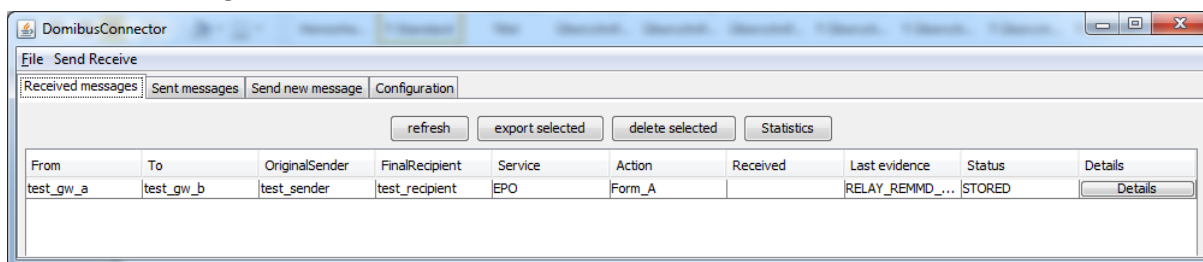 DomibusConnector
File Send Receive
Received messages Sent messages Send new message Configuration
refresh export selected delete selected Statistics
From To OriginalSender FinalRecipient Service Action Received Last evidence Status Details
test_gw_a test_gw_b test_sender test_recipient EPO Form_A RELAY_REMMD_... STORED Details